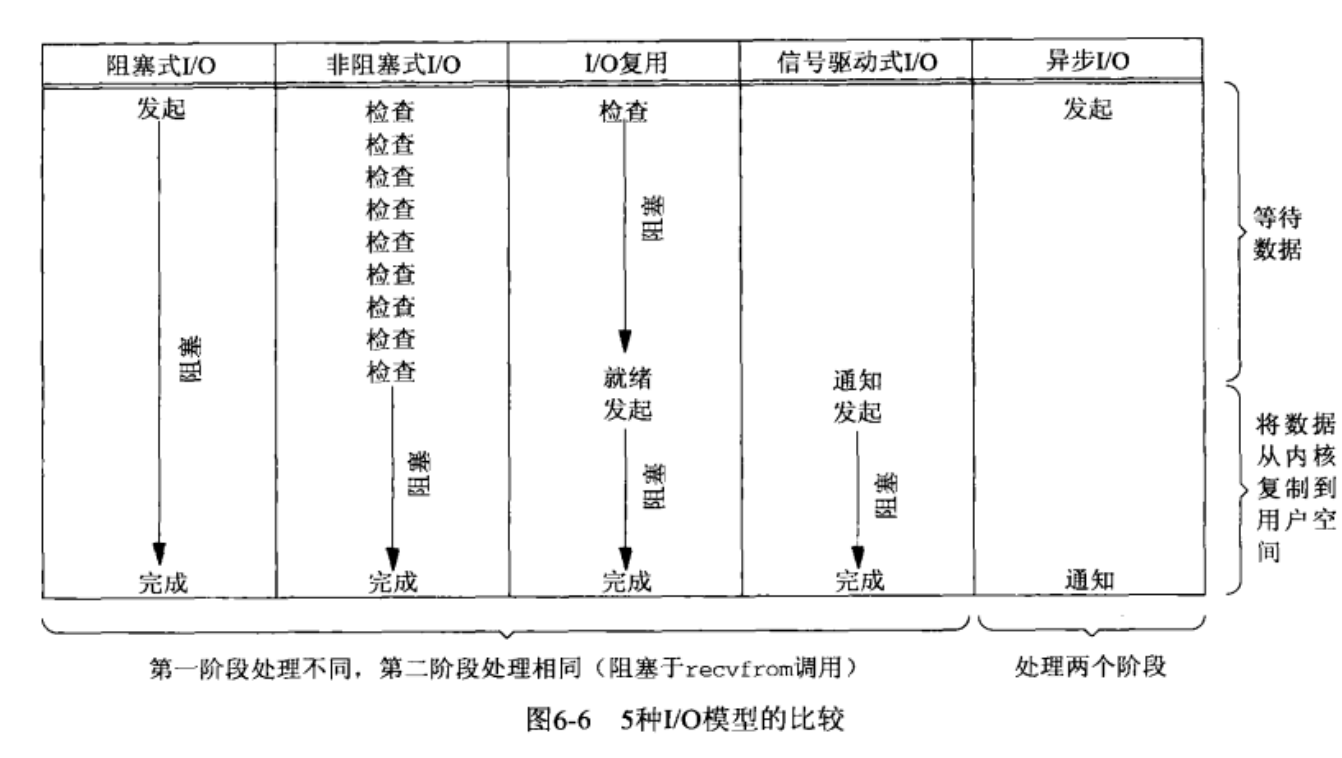 阻塞式I/O 非阻塞式I/O I/O复用 信号驱动式I/O 异步I/O
发起 检查 检查 发起
检查
检查
检查
检查
检查
检查
检查
检查
阻塞
阻塞
等待
数据
就绪 通知
发起 发起
阻塞 阻塞 阻塞
将数据
从内核
复制到
用户空
间
完成 完成 完成 完成 通知
第一阶段处理不同，第二阶段处理相同（阻塞于recvfrom调用） 处理两个阶段
图6-6 5种I/O模型的比较